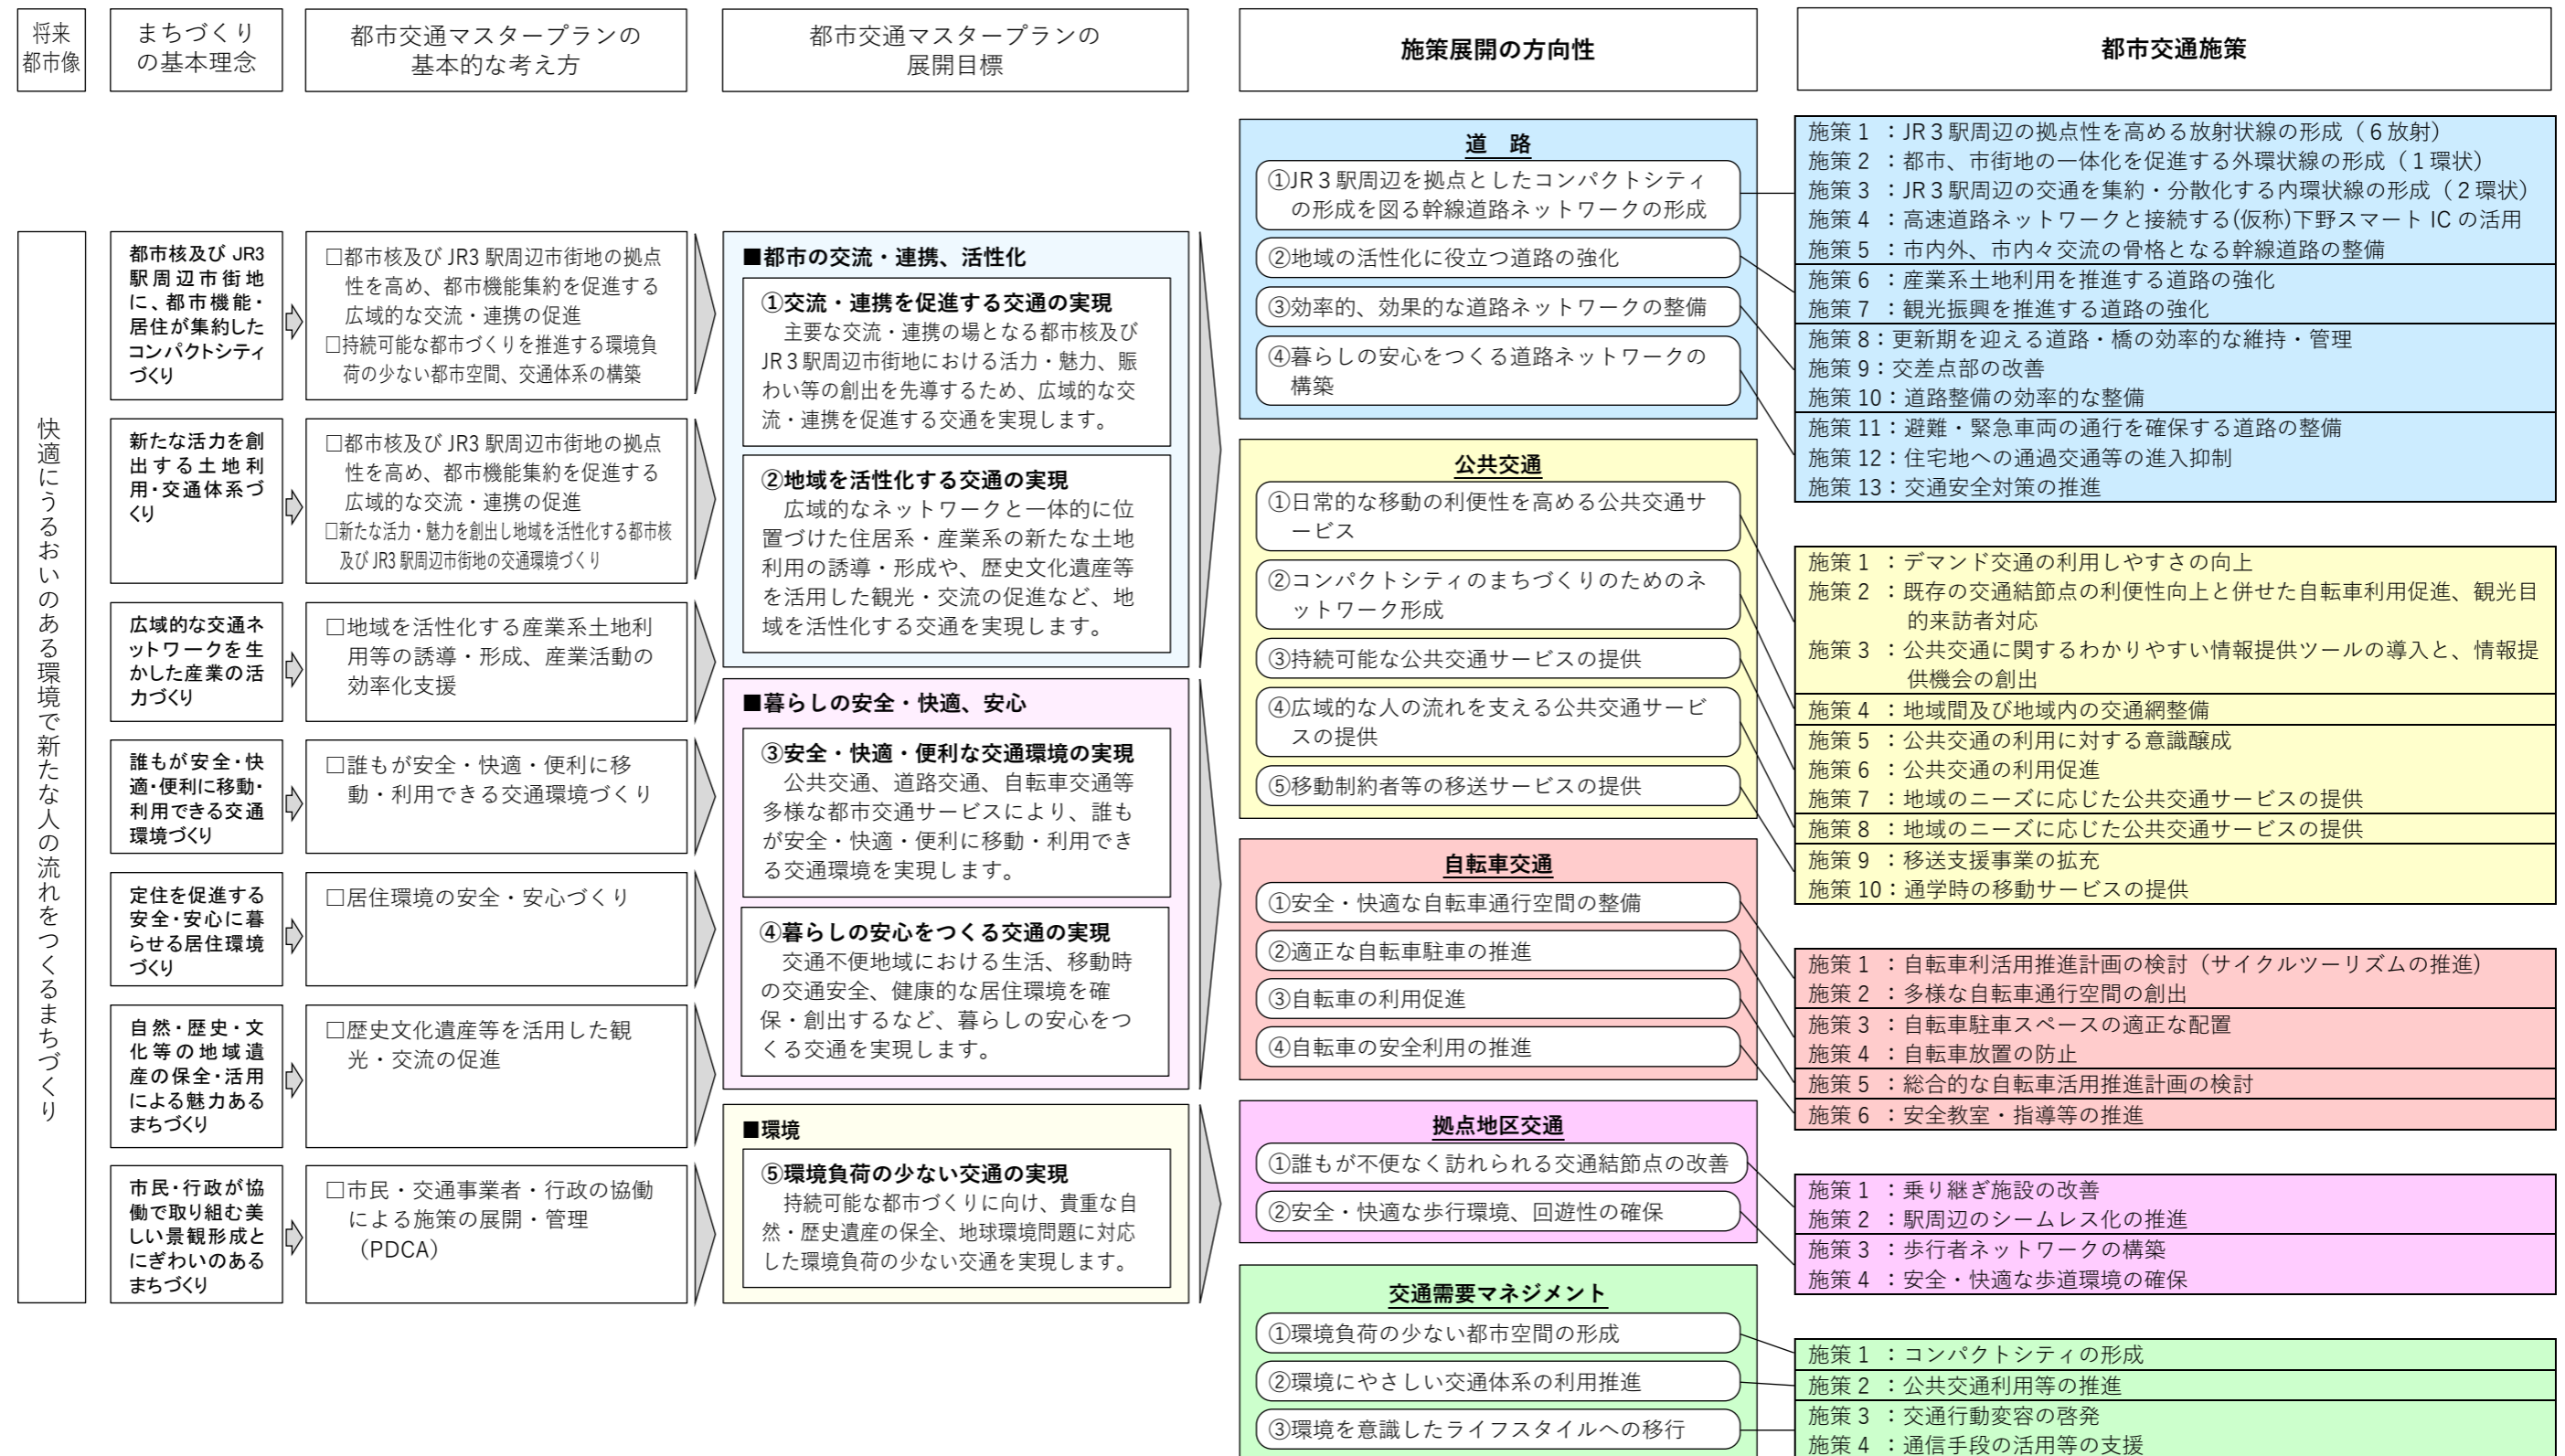 将来
都市像
まちづくり
の基本理念
都市交通マスタープランの
基本的な考え方
都市交通マスタープランの
展開目標
施策展開の方向性
都市交通施策
快適にうるおいのある環境で新たな人の流れをつくるまちづくり
都市核及び JR3
駅周辺市街地
に、都市機能・
居住が集約した
コンパクトシティ
づくり
新たな活力を創
出する土地利
用・交通体系づ
くり
広域的な交通ネ
ットワークを生
かした産業の活
力づくり
誰もが安全・快
適・便利に移動・
利用できる交通
環境づくり
定住を促進する
安全・安心に暮
らせる居住環境
づくり
自然・歴史・文
化等の地域遺
産の保全・活用
による魅力ある
まちづくり
市民・行政が協
働で取り組む美
しい景観形成と
にぎわいのある
まちづくり
□都市核及び JR3 駅周辺市街地の拠点
性を高め、都市機能集約を促進する
広域的な交流・連携の促進
□持続可能な都市づくりを推進する環境負
荷の少ない都市空間、交通体系の構築
□都市核及び JR3 駅周辺市街地の拠点
性を高め、都市機能集約を促進する
広域的な交流・連携の促進
□新たな活力・魅力を創出し地域を活性化する都市核
及び JR3 駅周辺市街地の交通環境づくり
□地域を活性化する産業系土地利
用等の誘導・形成、産業活動の
効率化支援
□誰もが安全・快適・便利に移
動・利用できる交通環境づくり
□居住環境の安全・安心づくり
□歴史文化遺産等を活用した観
光・交流の促進
□市民・交通事業者・行政の協働
による施策の展開・管理
（PDCA）
■都市の交流・連携、活性化
①交流・連携を促進する交通の実現
主要な交流・連携の場となる都市核及び
JR３駅周辺市街地における活力・魅力、賑
わい等の創出を先導するため、広域的な交
流・連携を促進する交通を実現します。
②地域を活性化する交通の実現
広域的なネットワークと一体的に位
置づけた住居系・産業系の新たな土地
利用の誘導・形成や、歴史文化遺産等
を活用した観光・交流の促進など、地
域を活性化する交通を実現します。
■暮らしの安全・快適、安心
③安全・快適・便利な交通環境の実現
公共交通、道路交通、自転車交通等
多様な都市交通サービスにより、誰も
が安全・快適・便利に移動・利用でき
る交通環境を実現します。
④暮らしの安心をつくる交通の実現
交通不便地域における生活、移動時
の交通安全、健康的な居住環境を確
保・創出するなど、暮らしの安心をつ
くる交通を実現します。
■環境
⑤環境負荷の少ない交通の実現
持続可能な都市づくりに向け、貴重な自
然・歴史遺産の保全、地球環境問題に対応
した環境負荷の少ない交通を実現します。
道　路
①JR３駅周辺を拠点としたコンパクトシティ
の形成を図る幹線道路ネットワークの形成
②地域の活性化に役立つ道路の強化
③効率的、効果的な道路ネットワークの整備
④暮らしの安心をつくる道路ネットワークの
構築
公共交通
①日常的な移動の利便性を高める公共交通サ
ービス
②コンパクトシティのまちづくりのためのネ
ットワーク形成
③持続可能な公共交通サービスの提供
④広域的な人の流れを支える公共交通サービ
スの提供
⑤移動制約者等の移送サービスの提供
自転車交通
①安全・快適な自転車通行空間の整備
②適正な自転車駐車の推進
③自転車の利用促進
④自転車の安全利用の推進
拠点地区交通
①誰もが不便なく訪れられる交通結節点の改善
②安全・快適な歩行環境、回遊性の確保
交通需要マネジメント
①環境負荷の少ない都市空間の形成
②環境にやさしい交通体系の利用推進
③環境を意識したライフスタイルへの移行
施策 1 ：JR３駅周辺の拠点性を高める放射状線の形成（６放射）
施策 2 ：都市、市街地の一体化を促進する外環状線の形成（１環状）
施策 3 ：JR３駅周辺の交通を集約・分散化する内環状線の形成（２環状）
施策 4 ：高速道路ネットワークと接続する(仮称)下野スマート IC の活用
施策 5 ：市内外、市内々交流の骨格となる幹線道路の整備
施策 6 ：産業系土地利用を推進する道路の強化
施策 7 ：観光振興を推進する道路の強化
施策 8：更新期を迎える道路・橋の効率的な維持・管理
施策 9：交差点部の改善
施策 10：道路整備の効率的な整備
施策 11：避難・緊急車両の通行を確保する道路の整備
施策 12：住宅地への通過交通等の進入抑制
施策 13：交通安全対策の推進
施策 1 ：デマンド交通の利用しやすさの向上
施策 2 ：既存の交通結節点の利便性向上と併せた自転車利用促進、観光目
的来訪者対応
施策 3 ：公共交通に関するわかりやすい情報提供ツールの導入と、情報提
供機会の創出
施策 4 ：地域間及び地域内の交通網整備
施策 5 ：公共交通の利用に対する意識醸成
施策 6 ：公共交通の利用促進
施策 7 ：地域のニーズに応じた公共交通サービスの提供
施策 8 ：地域のニーズに応じた公共交通サービスの提供
施策 9 ：移送支援事業の拡充
施策 10：通学時の移動サービスの提供
施策 1 ：自転車利活用推進計画の検討（サイクルツーリズムの推進）
施策 2 ：多様な自転車通行空間の創出
施策 3 ：自転車駐車スペースの適正な配置
施策 4 ：自転車放置の防止
施策 5 ：総合的な自転車活用推進計画の検討
施策 6 ：安全教室・指導等の推進
施策 1 ：乗り継ぎ施設の改善
施策 2 ：駅周辺のシームレス化の推進
施策 3 ：歩行者ネットワークの構築
施策 4 ：安全・快適な歩道環境の確保
施策 1 ：コンパクトシティの形成
施策 2 ：公共交通利用等の推進
施策 3 ：交通行動変容の啓発
施策 4 ：通信手段の活用等の支援